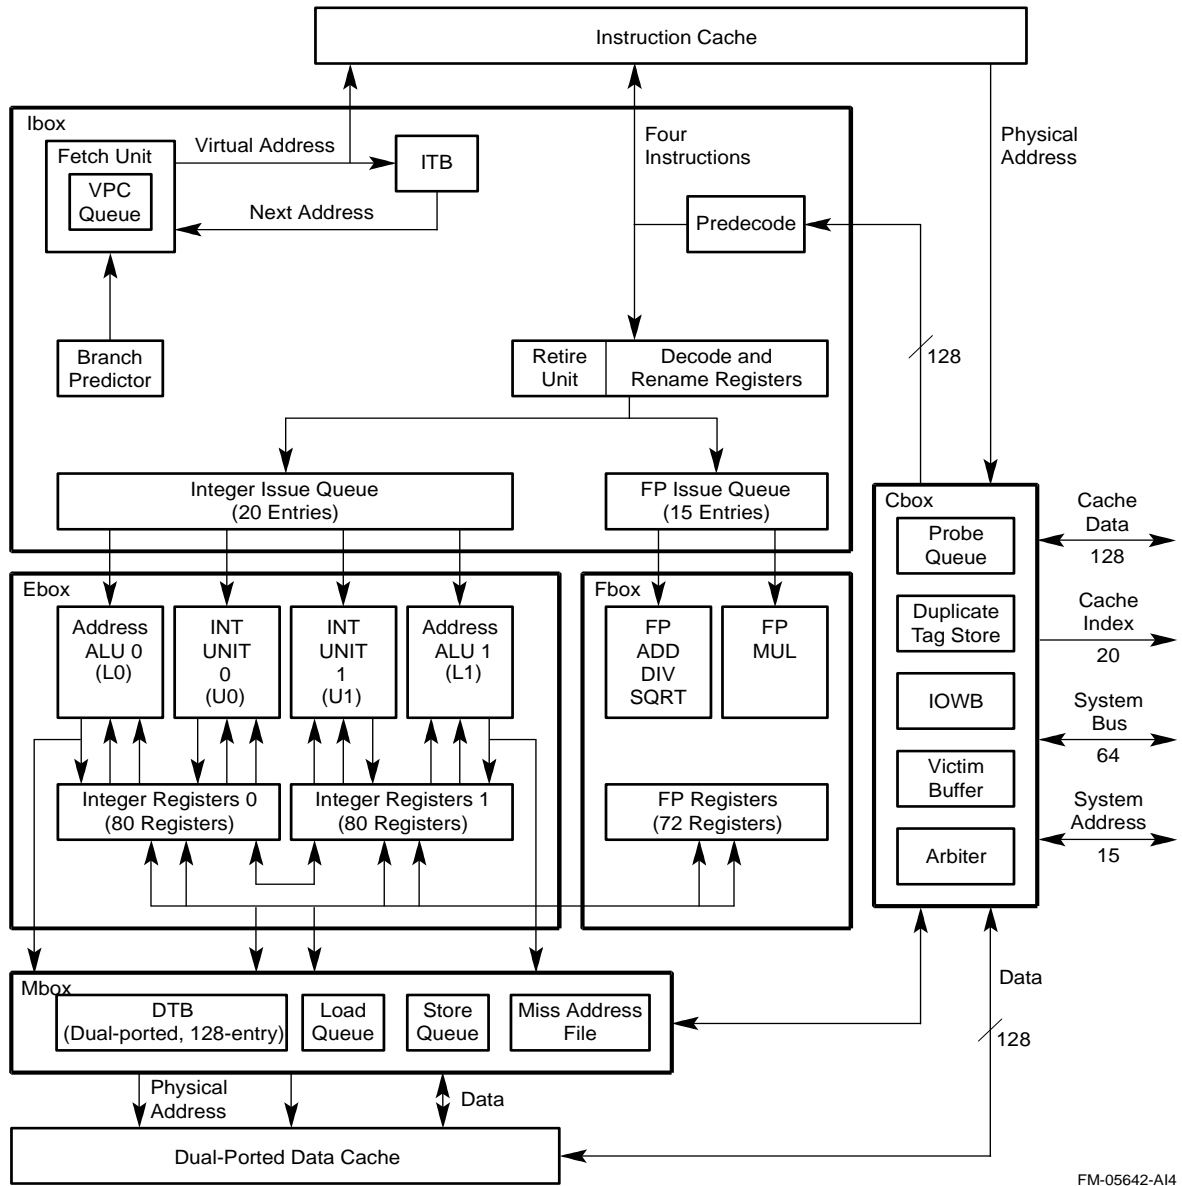 Instruction Cache
Ibox
Fetch Unit
VPC
Queue
Virtual Address
ITB
Next Address
Four
Instructions
Physical
Address
Predecode
Branch
Predictor
Retire
Unit
Decode and
Rename Registers
128
Integer Issue Queue
(20 Entries)
FP Issue Queue
(15 Entries)
Cbox
Probe
Queue
Duplicate
Tag Store
IOWB
Victim
Buffer
Arbiter
Cache
Data
128
Cache
Index
20
System
Bus
64
System
Address
15
Ebox
Address
ALU 0
(L0)
INT
UNIT
0
(U0)
INT
UNIT
1
(U1)
Address
ALU 1
(L1)
Fbox
FP
ADD
DIV
SQRT
FP
MUL
Integer Registers 0
(80 Registers)
Integer Registers 1
(80 Registers)
FP Registers
(72 Registers)
Mbox
DTB
(Dual-ported, 128-entry)
Load
Queue
Store
Queue
Miss Address
File
Data
128
Physical
Address
Data
Dual-Ported Data Cache
FM-05642-AI4